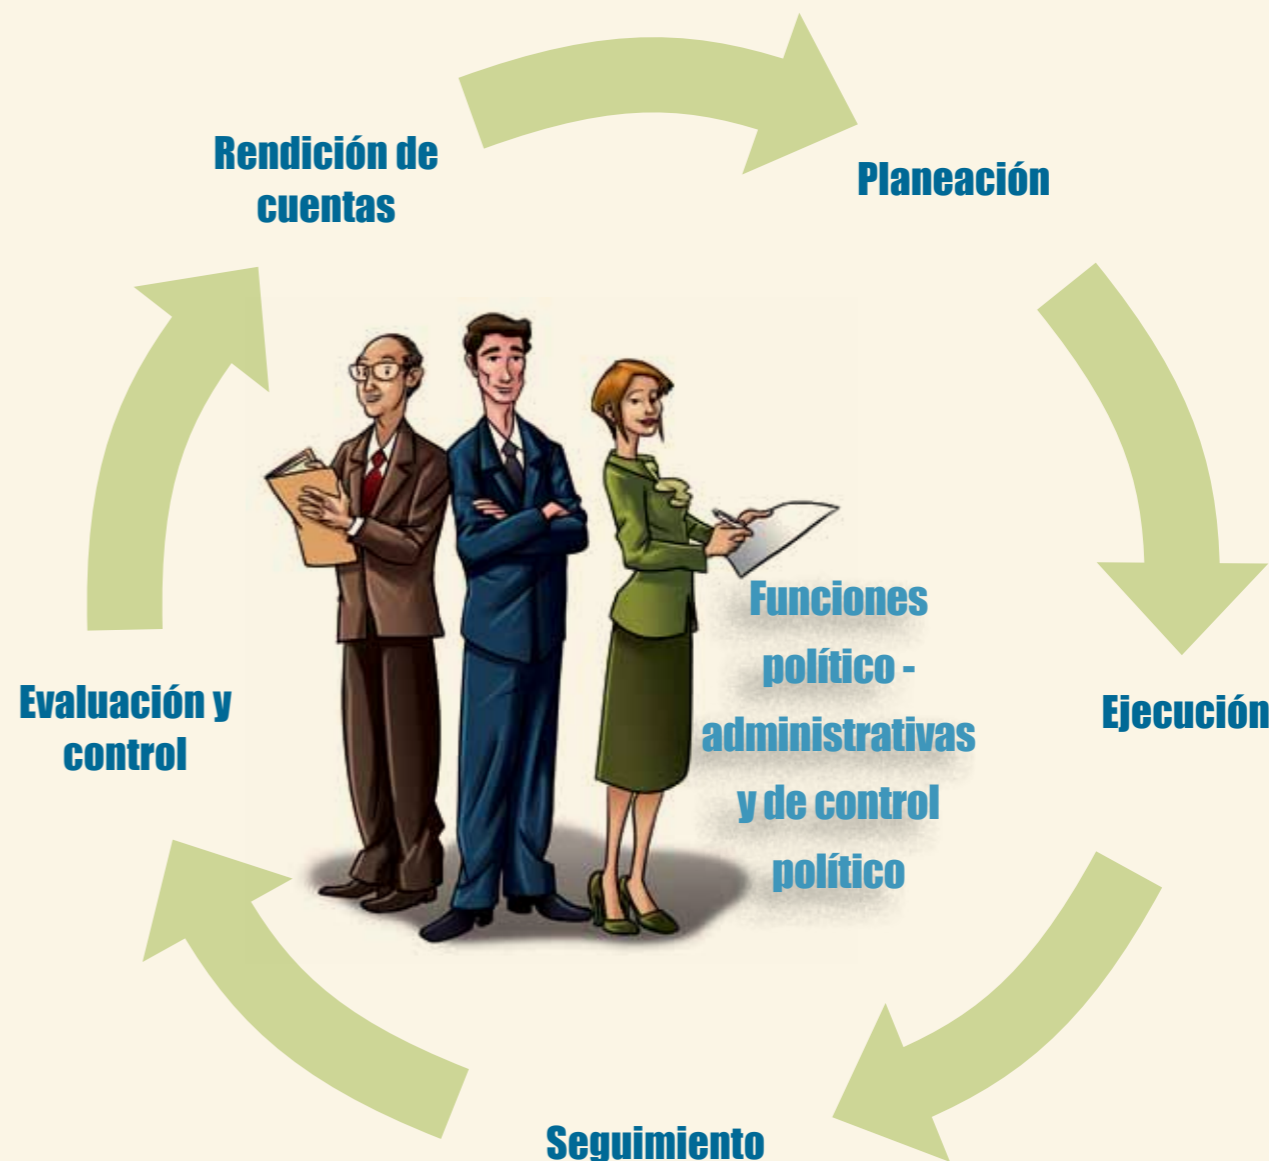 Rendición de
cuentas
Planeación
Funciones
político -
administrativas
y de control
político
Evaluación y
control
Ejecución
Seguimiento